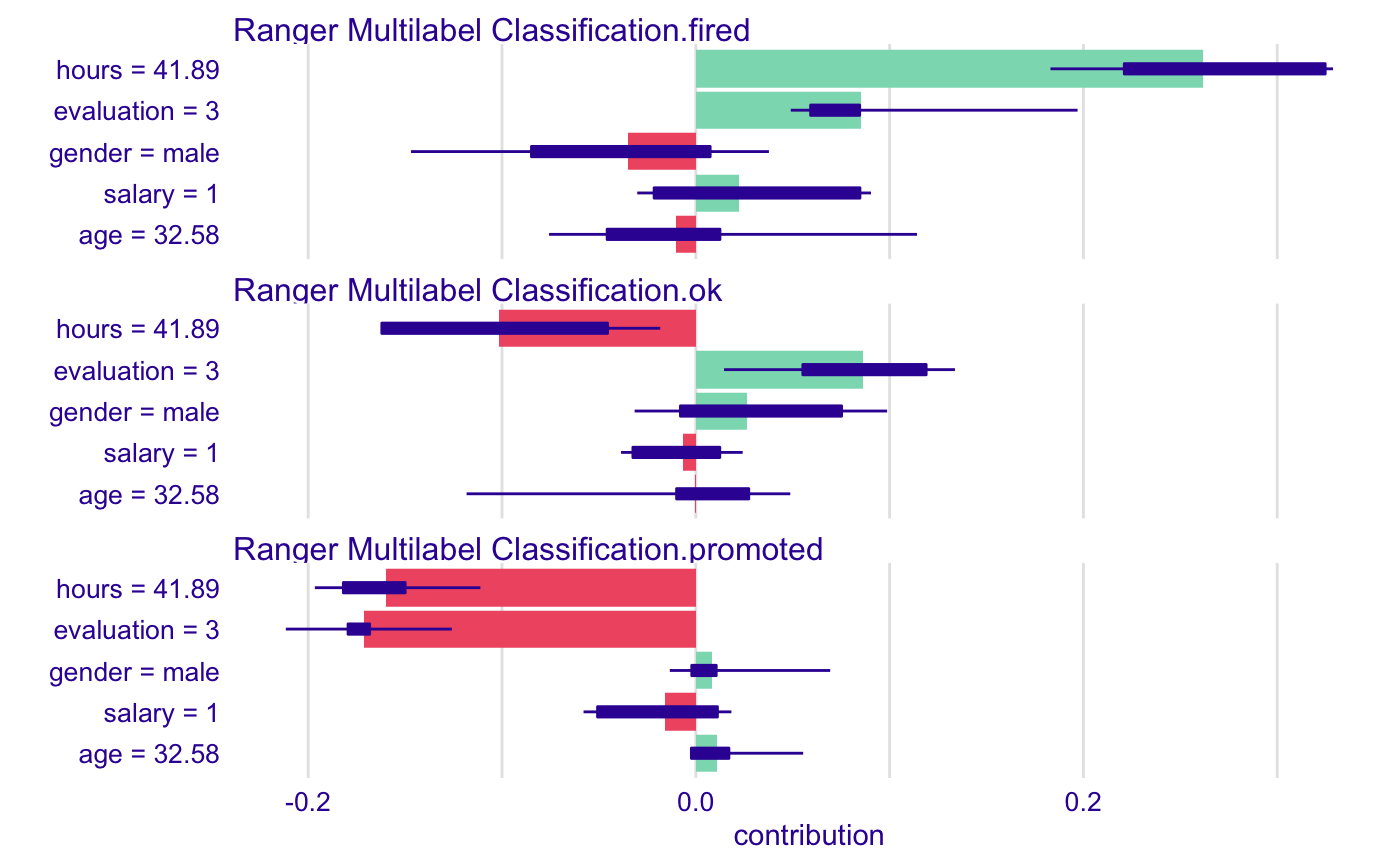 Ranger Multilabel Classification.fired
hours = 41.89
evaluation = 3
gender = male
salary = 1
age = 32.58
Ranger Multilabel Classification.ok
hours = 41.89
evaluation = 3
gender = male
salary = 1
age = 32.58
Ranger Multilabel Classification.promoted
hours = 41.89
evaluation = 3
gender = male
salary = 1
age = 32.58
-0.2 0.0 0.2
contribution